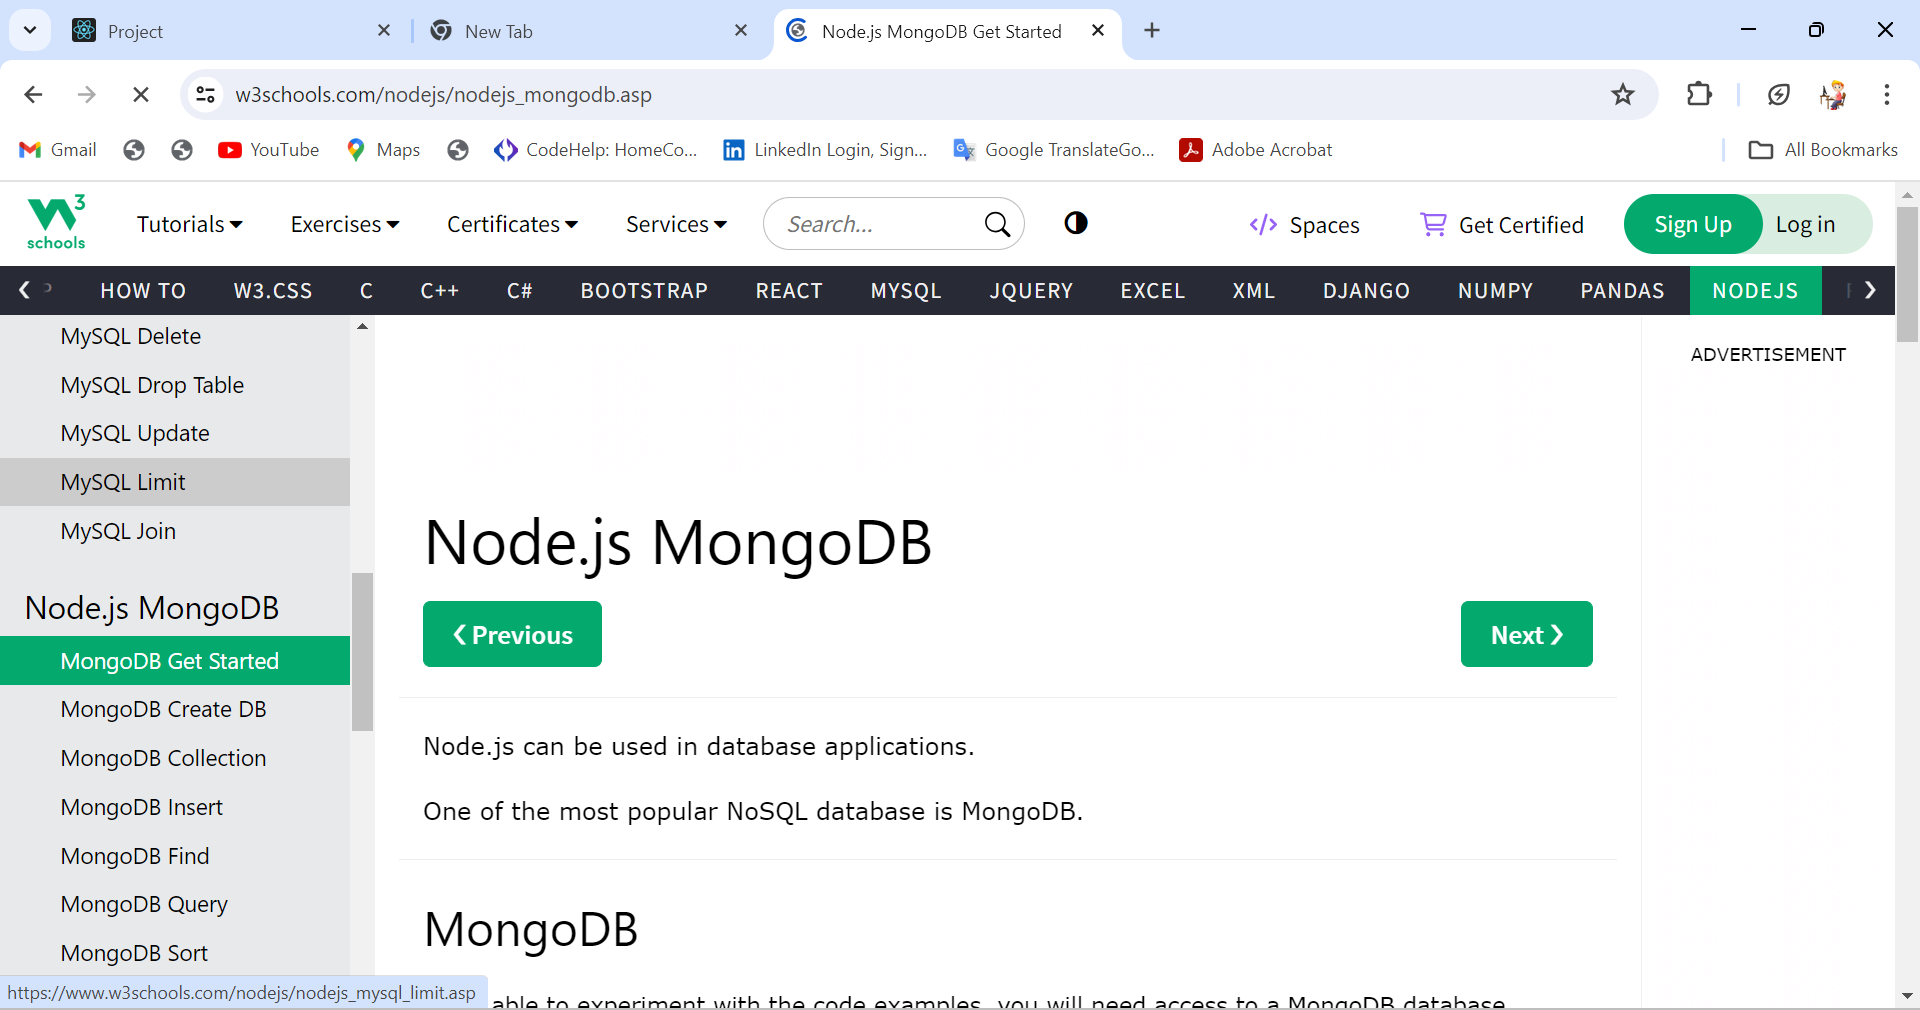 Project
New Tab
Node.js MongoDB Get Started
w3schools.com/nodejs/nodejs_mongodb.asp
Gmail
YouTube
Maps
CodeHelp: HomeCo...
LinkedIn Login, Sign...
Google TranslateGo...
Adobe Acrobat
All Bookmarks
W3 schools
Tutorials
Exercises
Certificates
Services
Search...
Spaces
Get Certified
Sign Up
Log in
HOW TO
W3.CSS
C
C++
C#
BOOTSTRAP
REACT
MYSQL
JQUERY
EXCEL
XML
DJANGO
NUMPY
PANDAS
NODEJS
MySQL Delete
MySQL Drop Table
MySQL Update
MySQL Limit
MySQL Join
Node.js MongoDB
MongoDB Get Started
MongoDB Create DB
MongoDB Collection
MongoDB Insert
MongoDB Find
MongoDB Query
MongoDB Sort
https://www.w3schools.com/nodejs/nodejs_mysql_limit.asp
ADVERTISEMENT
Node.js MongoDB
❮ Previous
Next ❯
Node.js can be used in database applications.
One of the most popular NoSQL database is MongoDB.
MongoDB
able to experiment with the code examples, you will need access to a MongoDB database.